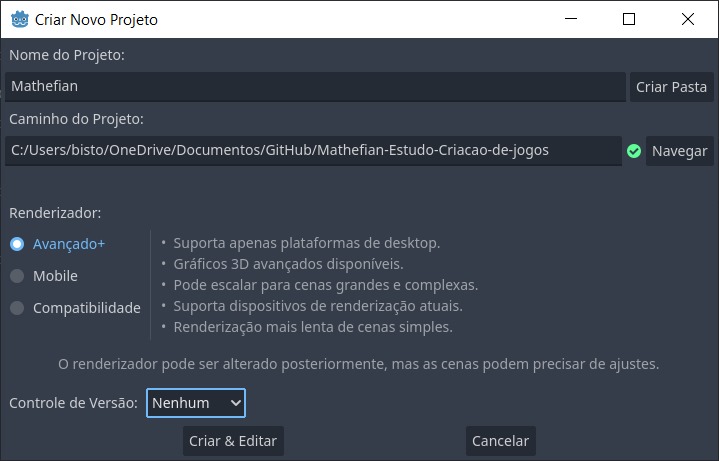 Criar Novo Projeto
Nome do Projeto:
Mathefian
Criar Pasta
Caminho do Projeto:
C:/Users/bisto/OneDrive/Documentos/GitHub/Mathefian-Estudo-Criacao-de-jogos
Navegar
Renderizador:
Avançado+
Mobile
Compatibilidade
• Suporta apenas plataformas de desktop.
• Gráficos 3D avançados disponíveis.
• Pode escalar para cenas grandes e complexas.
• Suporta dispositivos de renderização atuais.
• Renderização mais lenta de cenas simples.
O renderizador pode ser alterado posteriormente, mas as cenas podem precisar de ajustes.
Controle de Versão: Nenhum
Criar & Editar
Cancelar